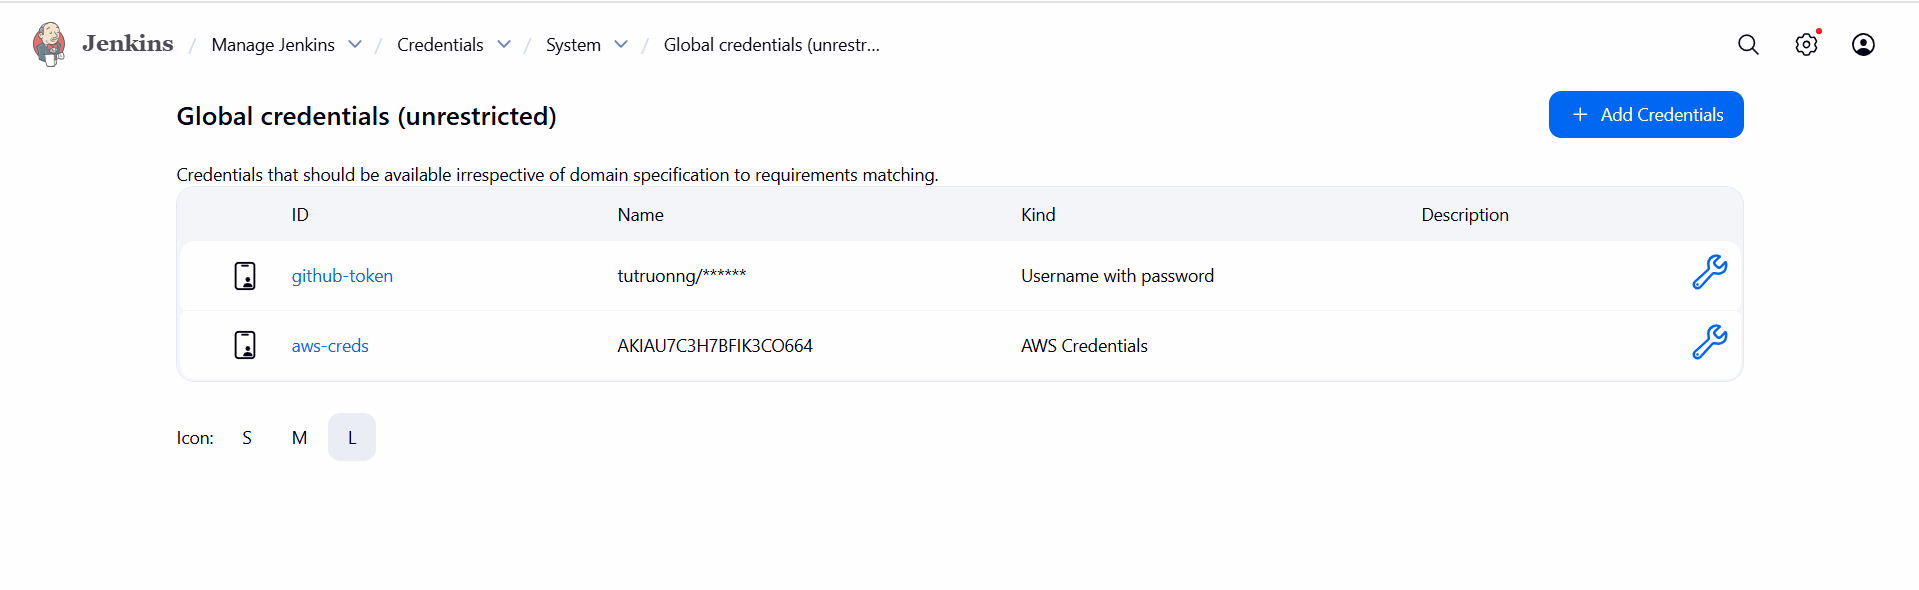 Jenkins / Manage Jenkins / Credentials / System / Global credentials (unrestr...
Global credentials (unrestricted)
+ Add Credentials
Credentials that should be available irrespective of domain specification to requirements matching.
ID Name Kind Description
github-token tutruonng/****** Username with password
aws-creds AKIAU7C3H7BFIK3CO664 AWS Credentials
Icon: S M L